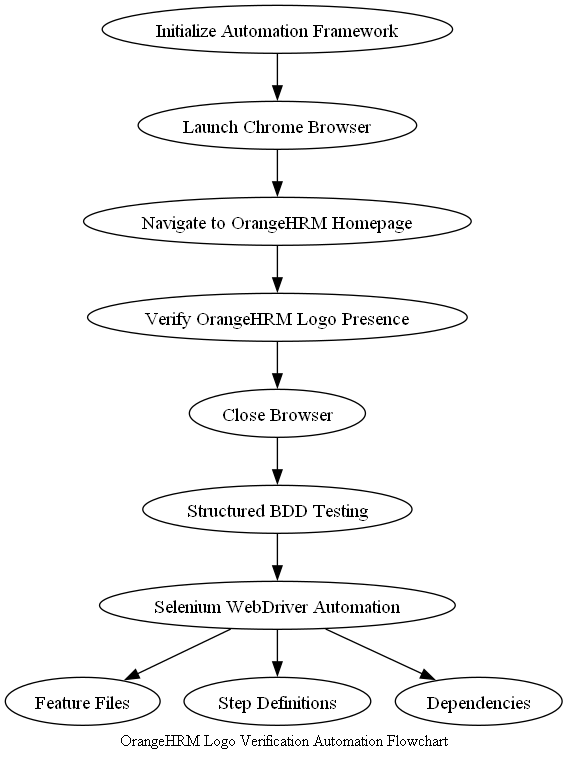 Initialize Automation Framework
Launch Chrome Browser
Navigate to OrangeHRM Homepage
Verify OrangeHRM Logo Presence
Close Browser
Structured BDD Testing
Selenium WebDriver Automation
Feature Files
Step Definitions
Dependencies
OrangeHRM Logo Verification Automation Flowchart